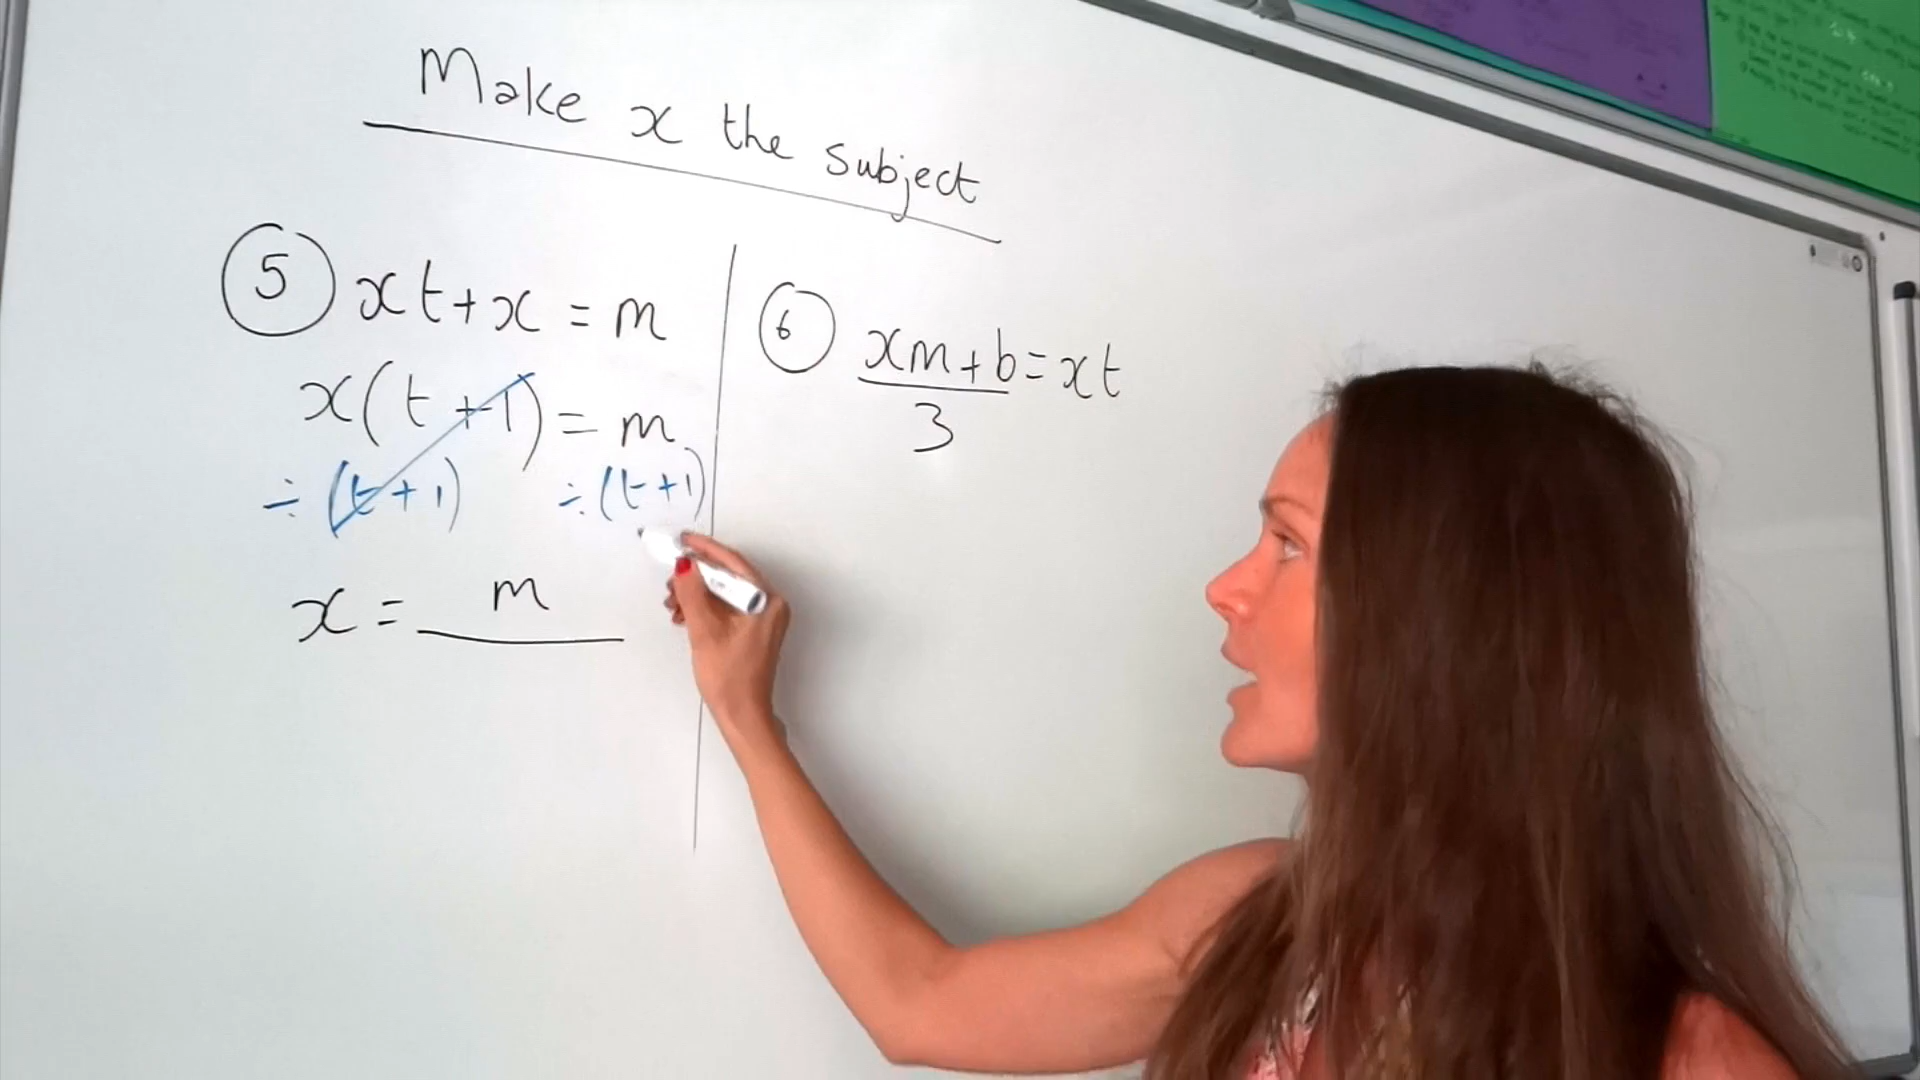 Make x the subject
5 xt+x = m
x(t+1) = m
÷(t+1) ÷(t+1)
x = m
6 xm+b = xt
3